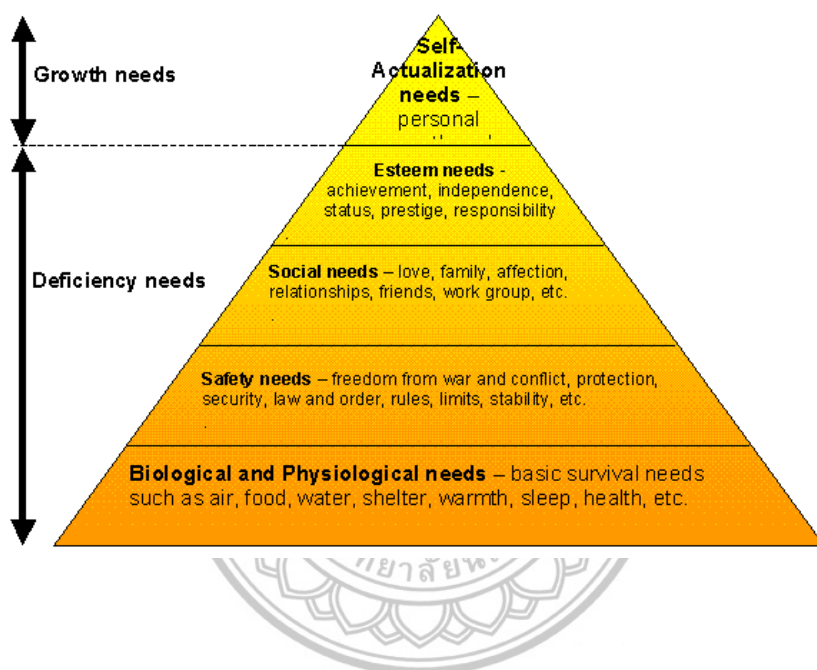 Growth needs
Self-
Actualization
needs –
personal
Esteem needs -
achievement, independence,
status, prestige, responsibility
Deficiency needs
Social needs – love, family, affection,
relationships, friends, work group, etc.
Safety needs – freedom from war and conflict, protection,
security, law and order, rules, limits, stability, etc.
Biological and Physiological needs – basic survival needs
such as air, food, water, shelter, warmth, sleep, health, etc.